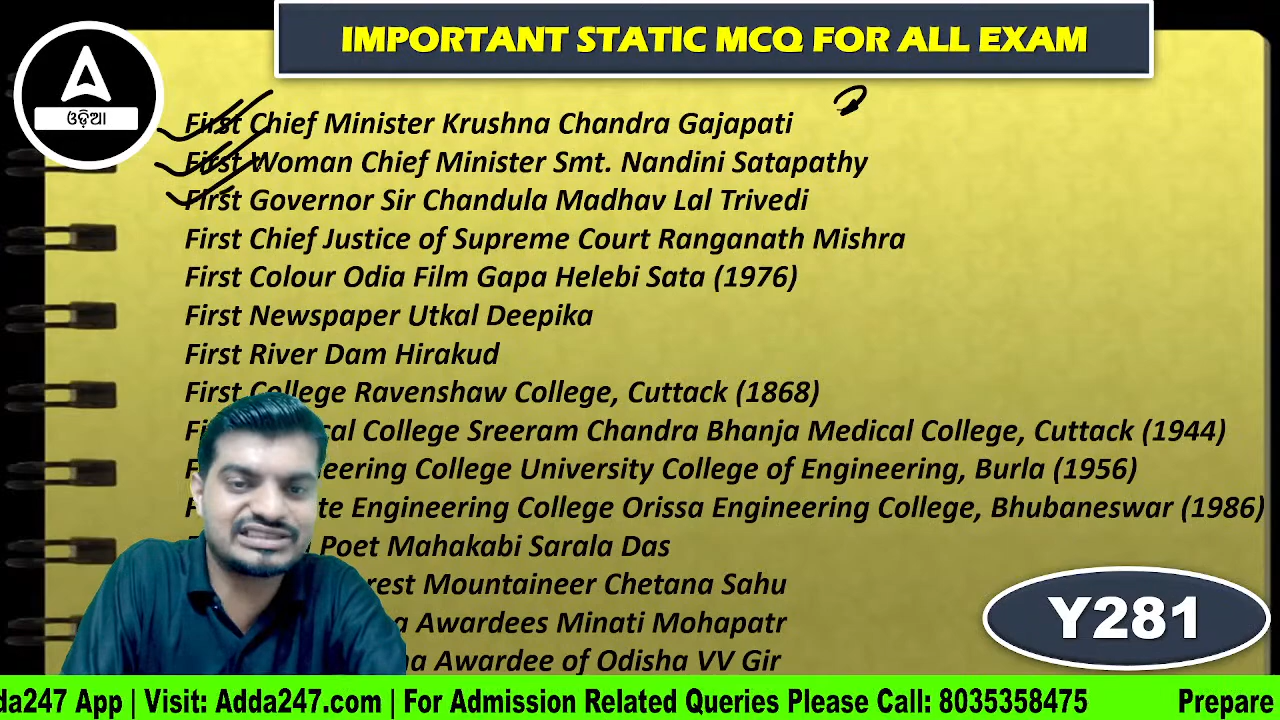 IMPORTANT STATIC MCQ FOR ALL EXAM
ଓଡ଼ିଆ
First Chief Minister Krushna Chandra Gajapati
First Woman Chief Minister Smt. Nandini Satapathy
First Governor Sir Chandula Madhav Lal Trivedi
First Chief Justice of Supreme Court Ranganath Mishra
First Colour Odia Film Gapa Helebi Sata (1976)
First Newspaper Utkal Deepika
First River Dam Hirakud
First College Ravenshaw College, Cuttack (1868)
College Sreeram Chandra Bhanja Medical College, Cuttack (1944)
College University College of Engineering, Burla (1956)
Engineering College Orissa Engineering College, Bhubaneswar (1986)
Poet Mahakabi Sarala Das
Mountaineer Chetana Sahu
Awardees Minati Mohapatr
Awardee of Odisha VV Gir
Y281
da247 App | Visit: Adda247.com | For Admission Related Queries Please Call: 8035358475 Prepare